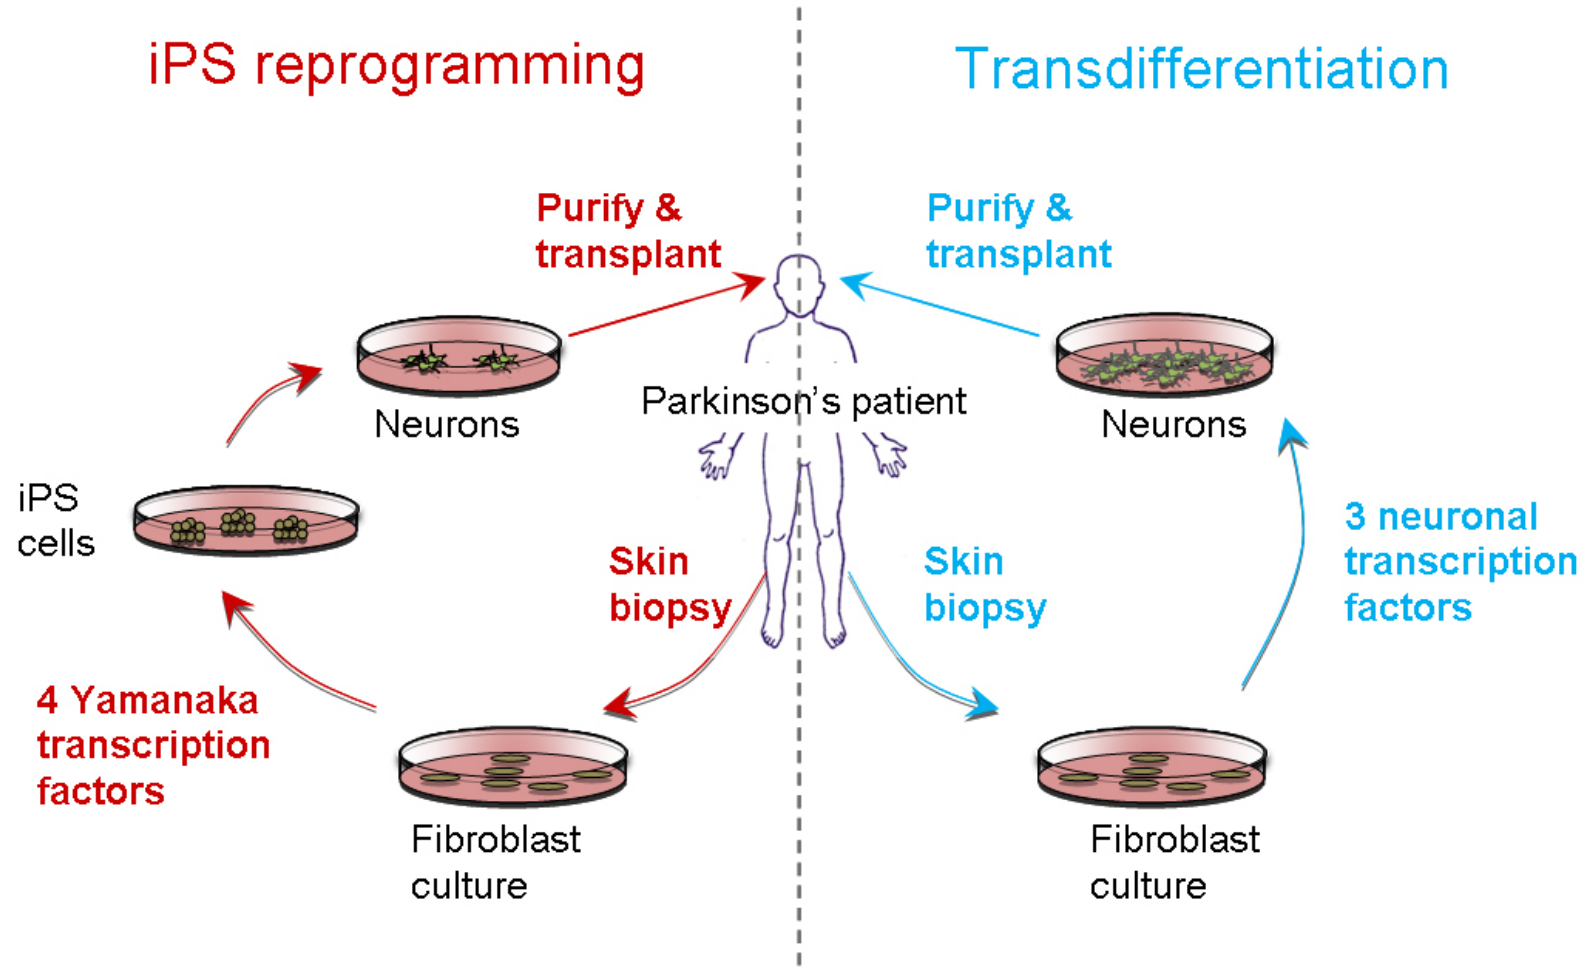 iPS reprogramming
Transdifferentiation
Purify &
transplant
Purify &
transplant
Neurons
Parkinson's patient
Neurons
iPS
cells
Skin
biopsy
Skin
biopsy
3 neuronal
transcription
factors
4 Yamanaka
transcription
factors
Fibroblast
culture
Fibroblast
culture